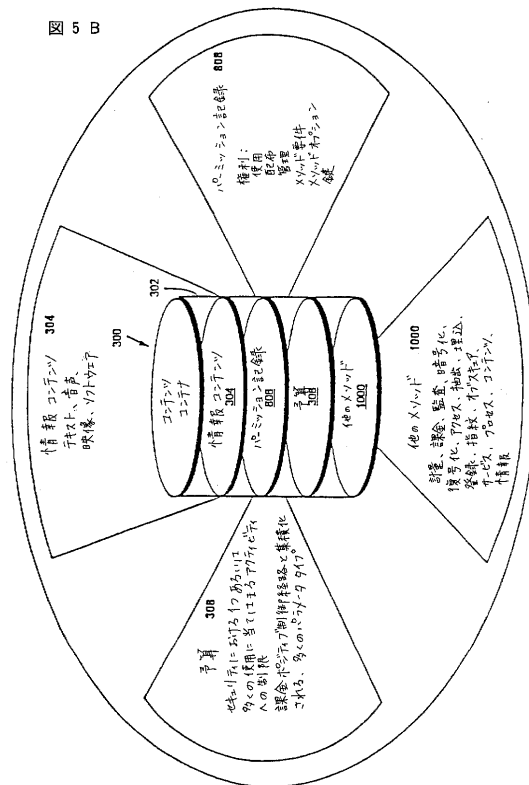 図 5 B
304
情報コンテンツ
テキスト、音声、
映像、ソフトウェア
808
パーミッション記録
権利:
使用
配布
管理
メソッド要件
メソッドオプション
鍵
300
302
コンテンツ
コンテナ
情報コンテンツ
304
パーミッション記録
808
予算
308
他のメソッド
1000
308
予算
セキュリティにおける1つあるいは
多くの使用に当てはまるアクティビティ
への制限
課金ポジティブ制御経路と集積化
される、多くのパラメータタイプ
1000
他のメソッド
計量、課金、監査、暗号化、
復号化、アクセス、抽出、埋込、
登録、指紋、オブスキュア、
サービス、プロセス、コンテンツ、
情報